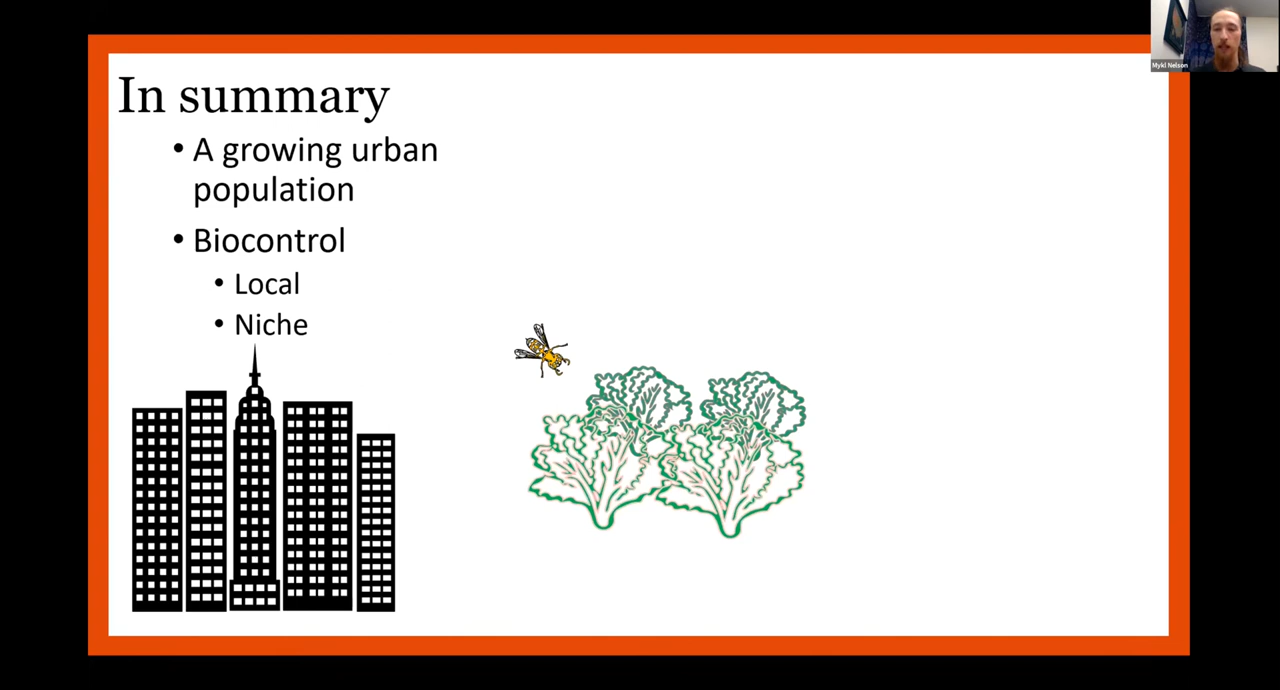 Mykl Nelson
In summary
• A growing urban
population
• Biocontrol
• Local
• Niche